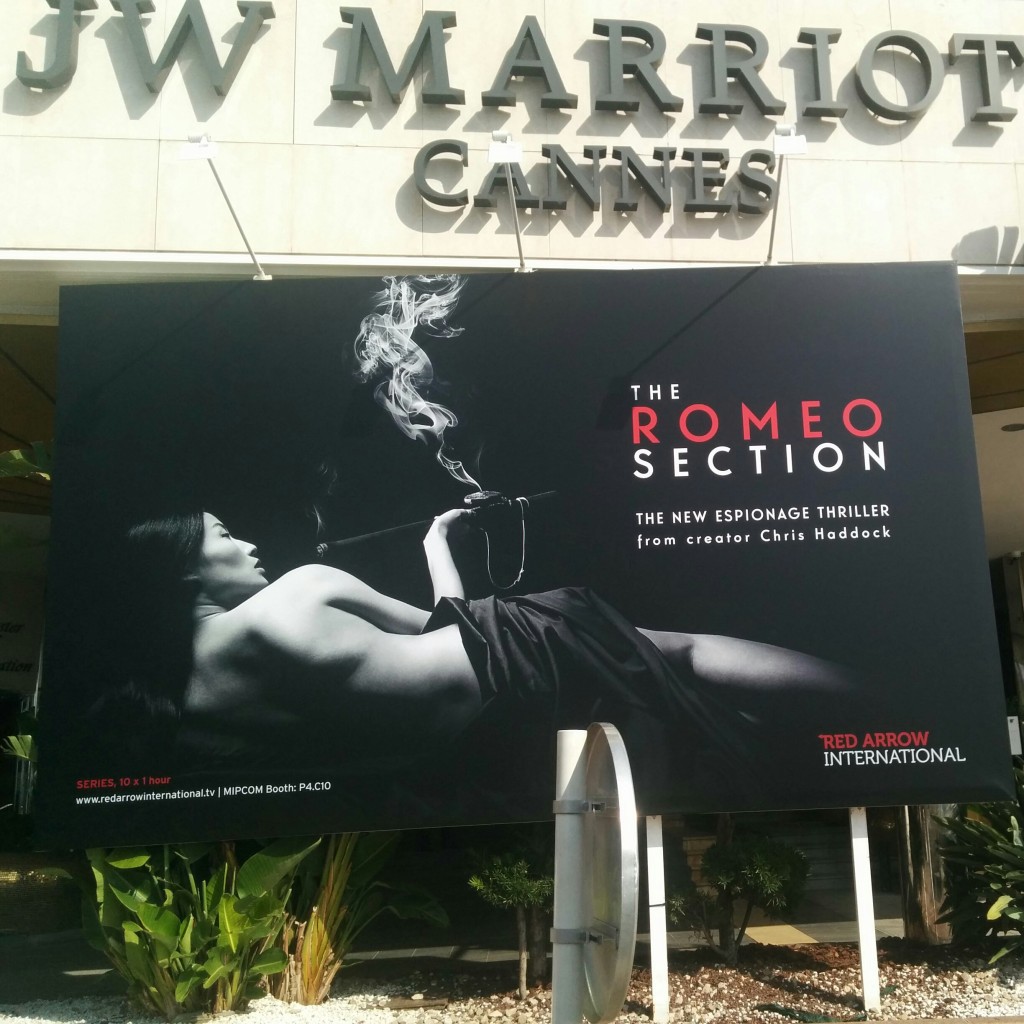 JW MARRIOT
CANNES
THE
ROMEO
SECTION
THE NEW ESPIONAGE THRILLER
from creator Chris Haddock
RED ARROW
INTERNATIONAL
SERIES, 10 x 1 hour
www.redarrowinternational.tv | MIPCOM Booth: P4.C10